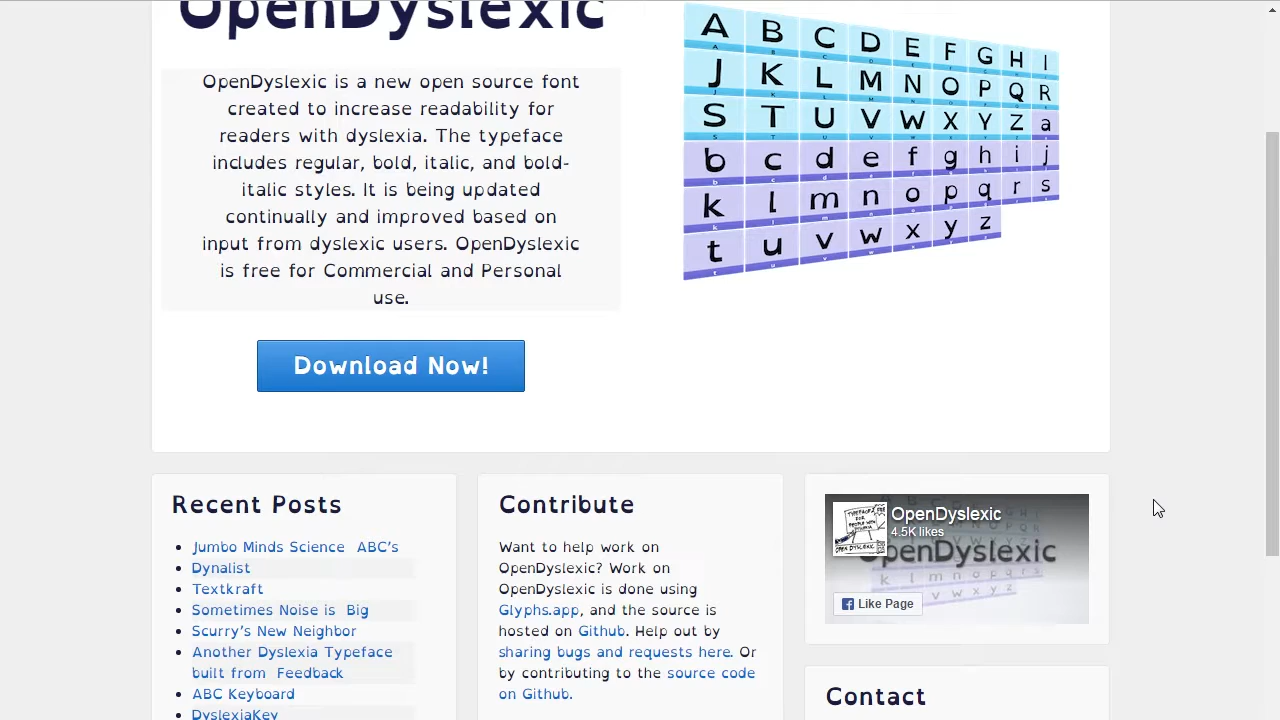 OpenDyslexic
OpenDyslexic is a new open source font
created to increase readability for
readers with dyslexia. The typeface
includes regular, bold, italic, and bold-
italic styles. It is being updated
continually and improved based on
input from dyslexic users. OpenDyslexic
is free for Commercial and Personal
use.
Download Now!
A B C D E F G H I
J K L M N O P Q R
S T U V W X Y Z a
b c d e f g h i j
k l m n o p q r s
t u v w x y z
Recent Posts
Jumbo Minds Science ABC's
Dynalist
Textkraft
Sometimes Noise is Big
Scurry's New Neighbor
Another Dyslexia Typeface
built from Feedback
ABC Keyboard
DyslexiaKey
Contribute
Want to help work on
OpenDyslexic? Work on
OpenDyslexic is done using
Glyphs.app, and the source is
hosted on Github. Help out by
sharing bugs and requests here. Or
by contributing to the source code
on Github.
OpenDyslexic
4.5K likes
OpenDyslexic
Like Page
Contact